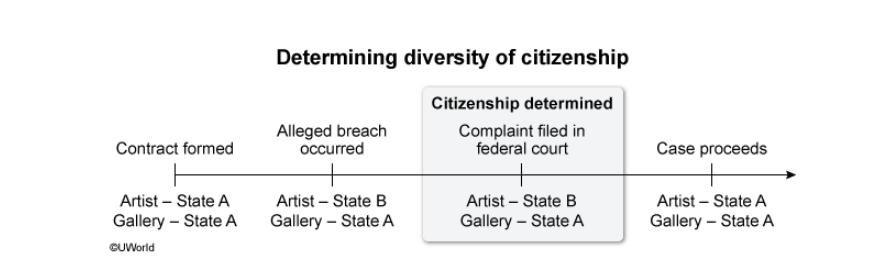 Determining diversity of citizenship
Citizenship determined
Contract formed
Alleged breach
occurred
Complaint filed in
federal court
Case proceeds
Artist – State A
Gallery – State A
Artist – State B
Gallery – State A
Artist – State B
Gallery – State A
Artist – State A
Gallery – State A
©UWorld